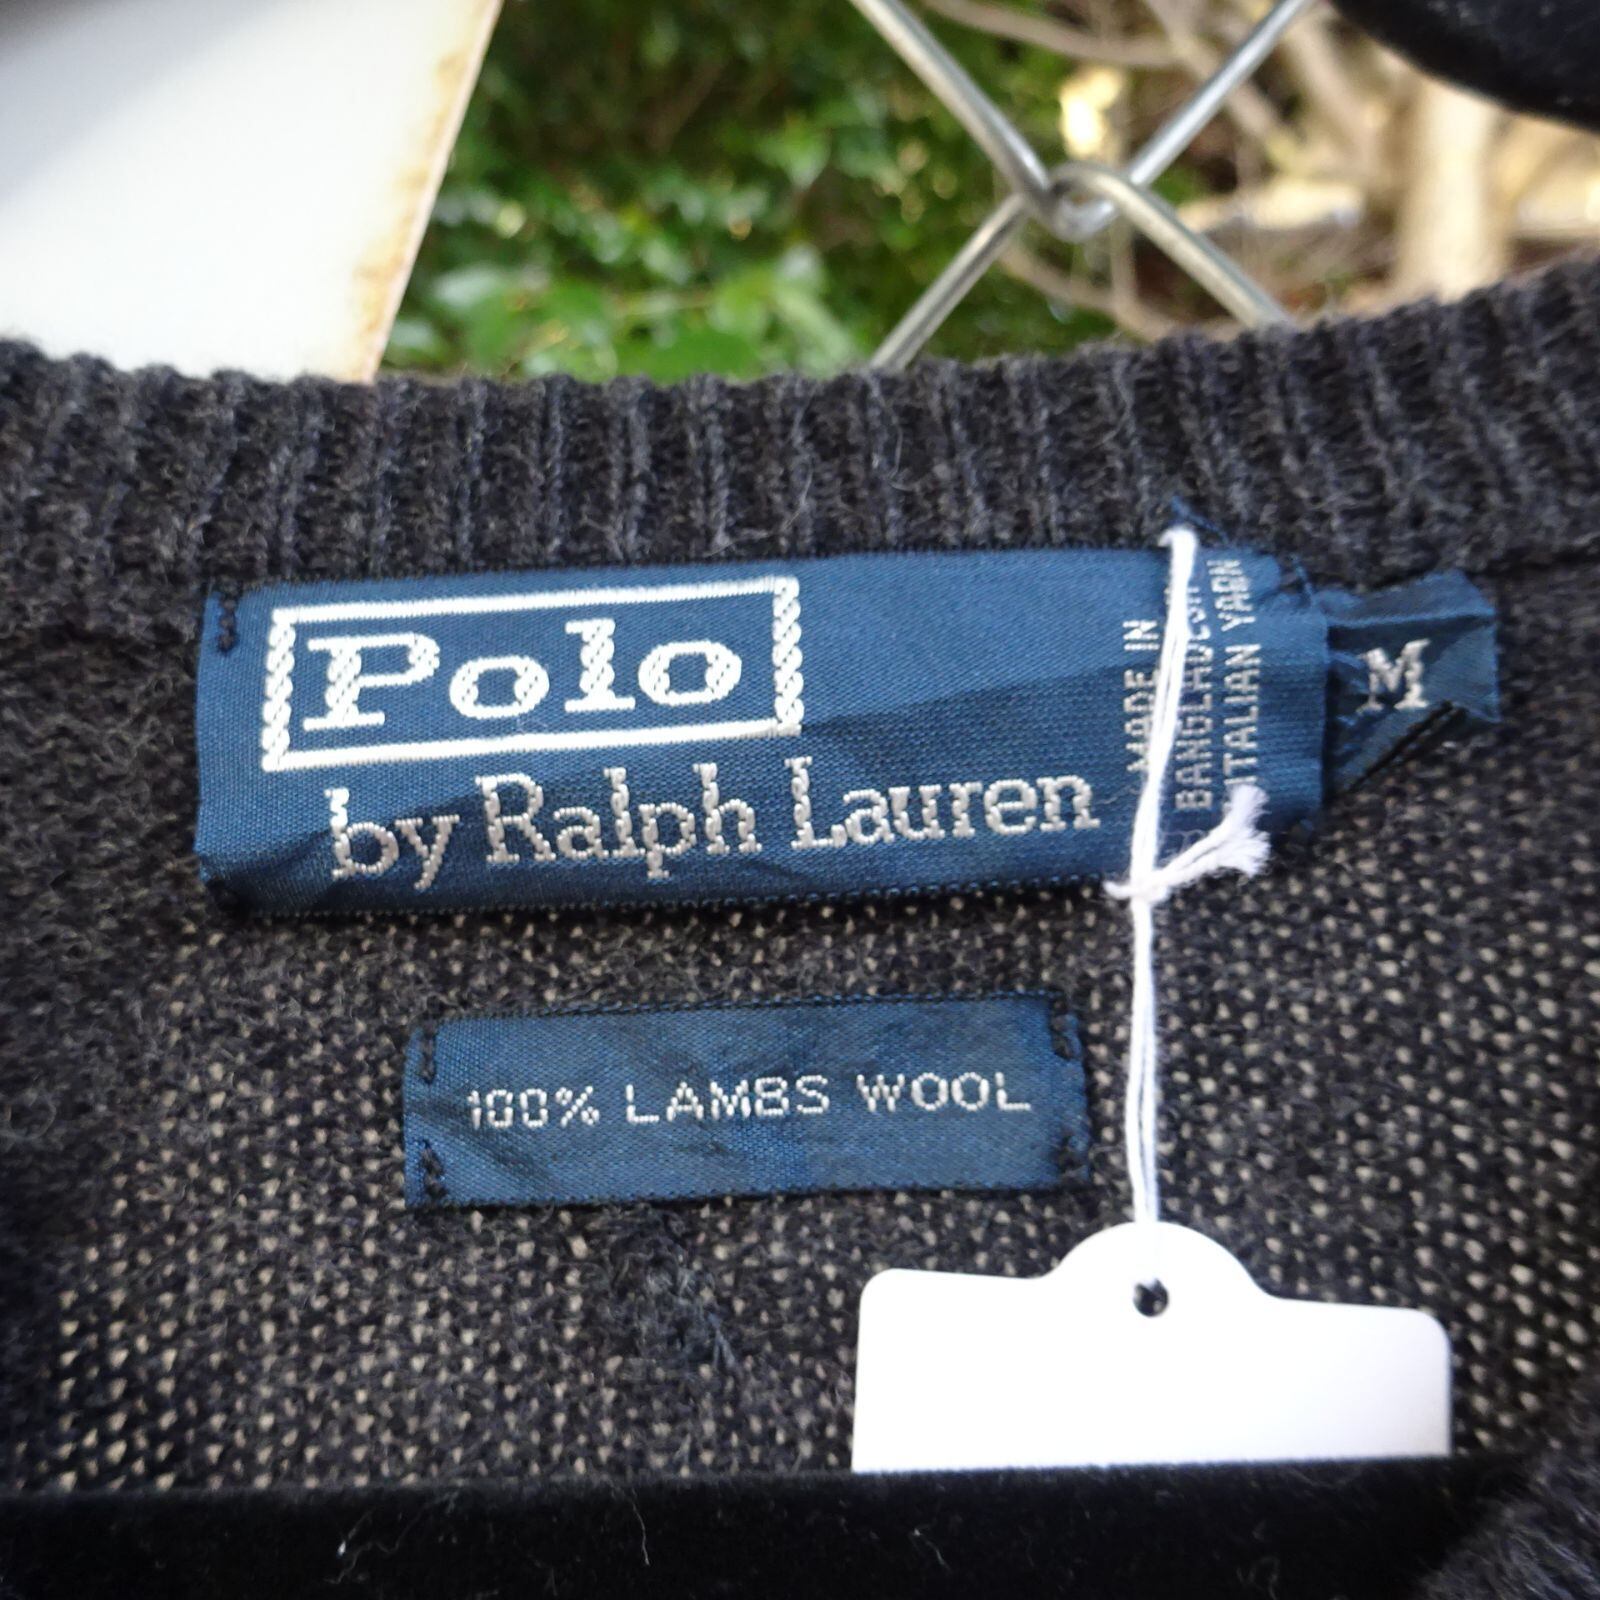 Polo
by Ralph Lauren
MADE IN
BANGLADESH
ITALIAN YARN
M
100% LAMBS WOOL